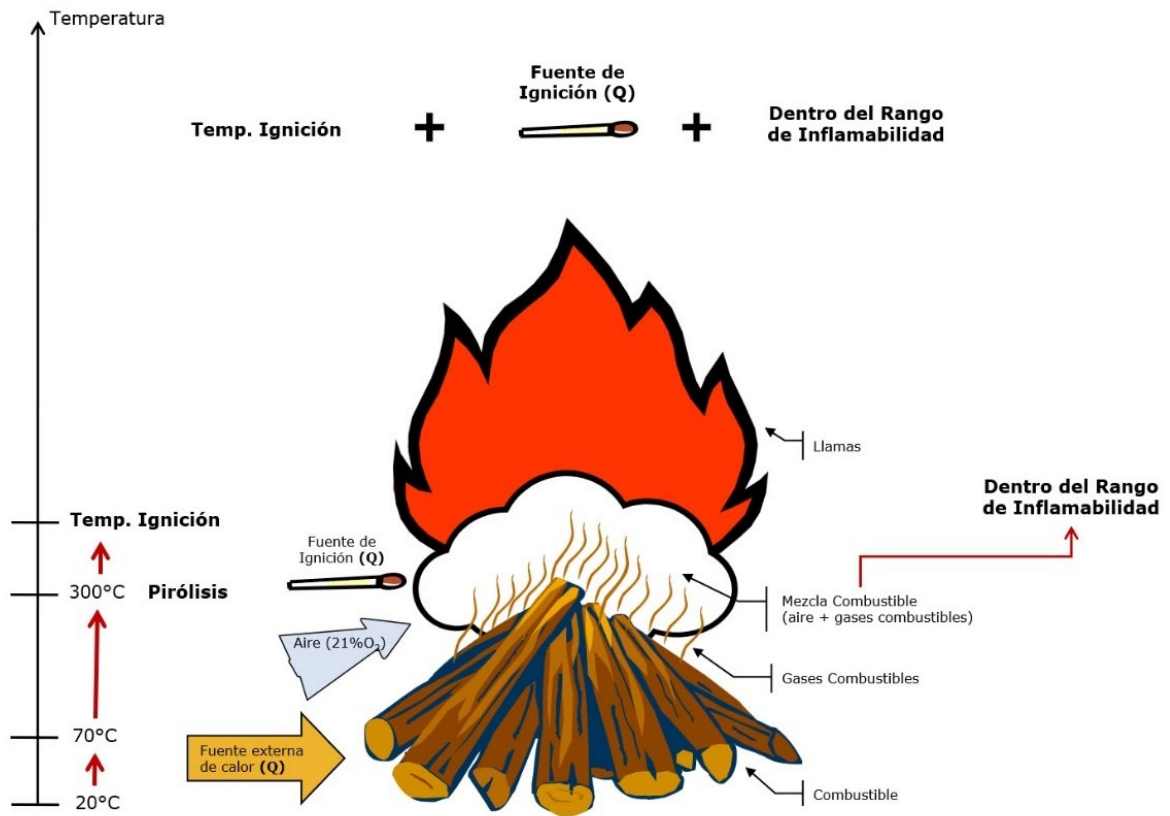 Temperatura
Fuente de
Ignición (Q)
Temp. Ignición
+
+
Dentro del Rango
de Inflamabilidad
Llamas
Dentro del Rango
de Inflamabilidad
Temp. Ignición
Fuente de
Ignición (Q)
300°C
Pirólisis
Mezcla Combustible
(aire + gases combustibles)
Aire (21%O₂)
Gases Combustibles
70°C
Fuente externa
de calor (Q)
Combustible
20°C